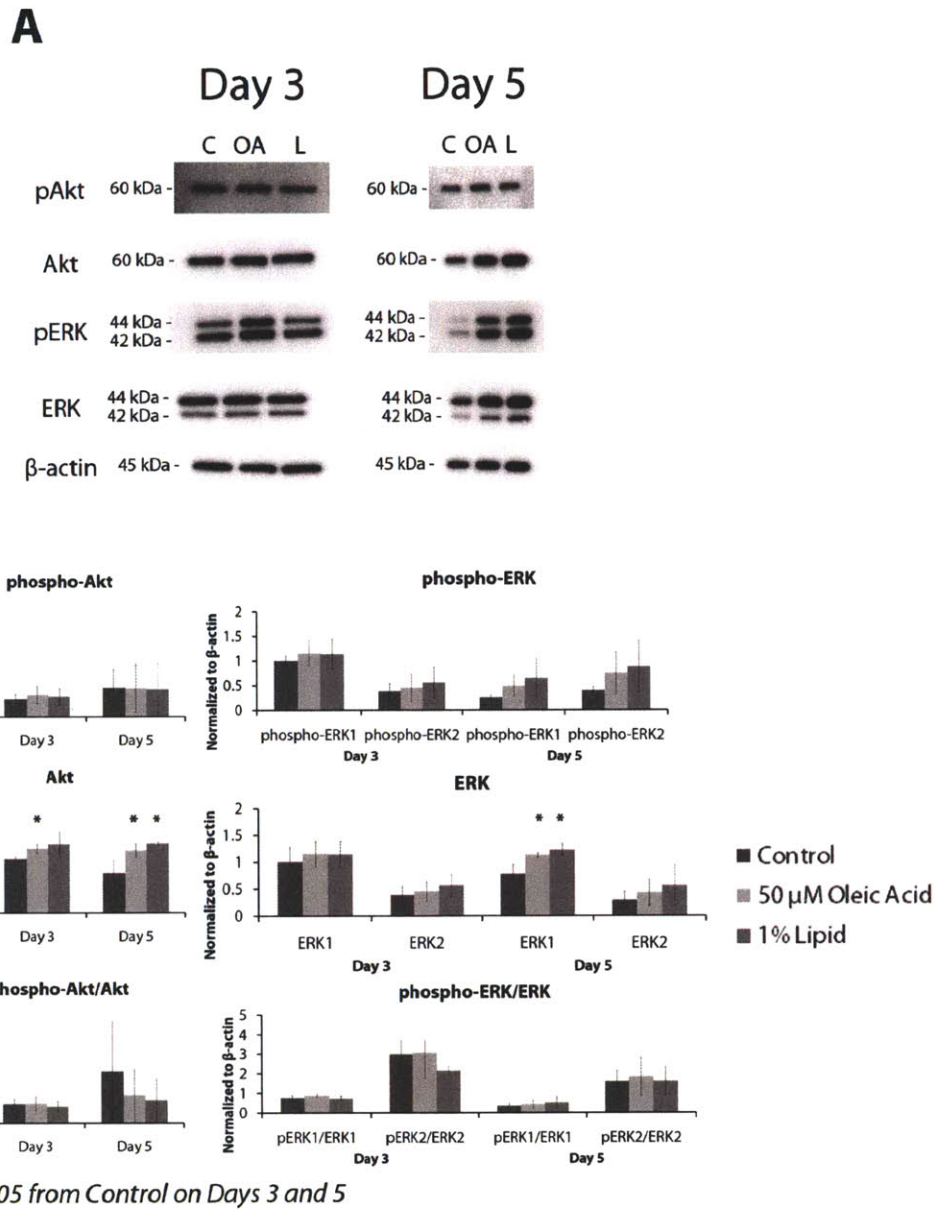 A
Day 3 Day 5
C OA L C OA L
pAkt 60 kDa - 60 kDa -
Akt 60 kDa - 60 kDa -
pERK 44 kDa - 44 kDa -
42 kDa - 42 kDa -
ERK 44 kDa - 44 kDa -
42 kDa - 42 kDa -
β-actin 45 kDa - 45 kDa -
phospho-Akt
Day 3 Day 5
phospho-ERK
Normalized to β-actin
2
1.5
1
0.5
0
phospho-ERK1 phospho-ERK2 phospho-ERK1 phospho-ERK2
Day 3 Day 5
Akt
* * *
Day 3 Day 5
ERK
Normalized to β-actin
2
1.5
1
0.5
0
* *
ERK1 ERK2 ERK1 ERK2
Day 3 Day 5
Control
50 μM Oleic Acid
1% Lipid
hospho-Akt/Akt
Day 3 Day 5
phospho-ERK/ERK
Normalized to β-actin
5
4
3
2
1
0
pERK1/ERK1 pERK2/ERK2 pERK1/ERK1 pERK2/ERK2
Day 3 Day 5
05 from Control on Days 3 and 5